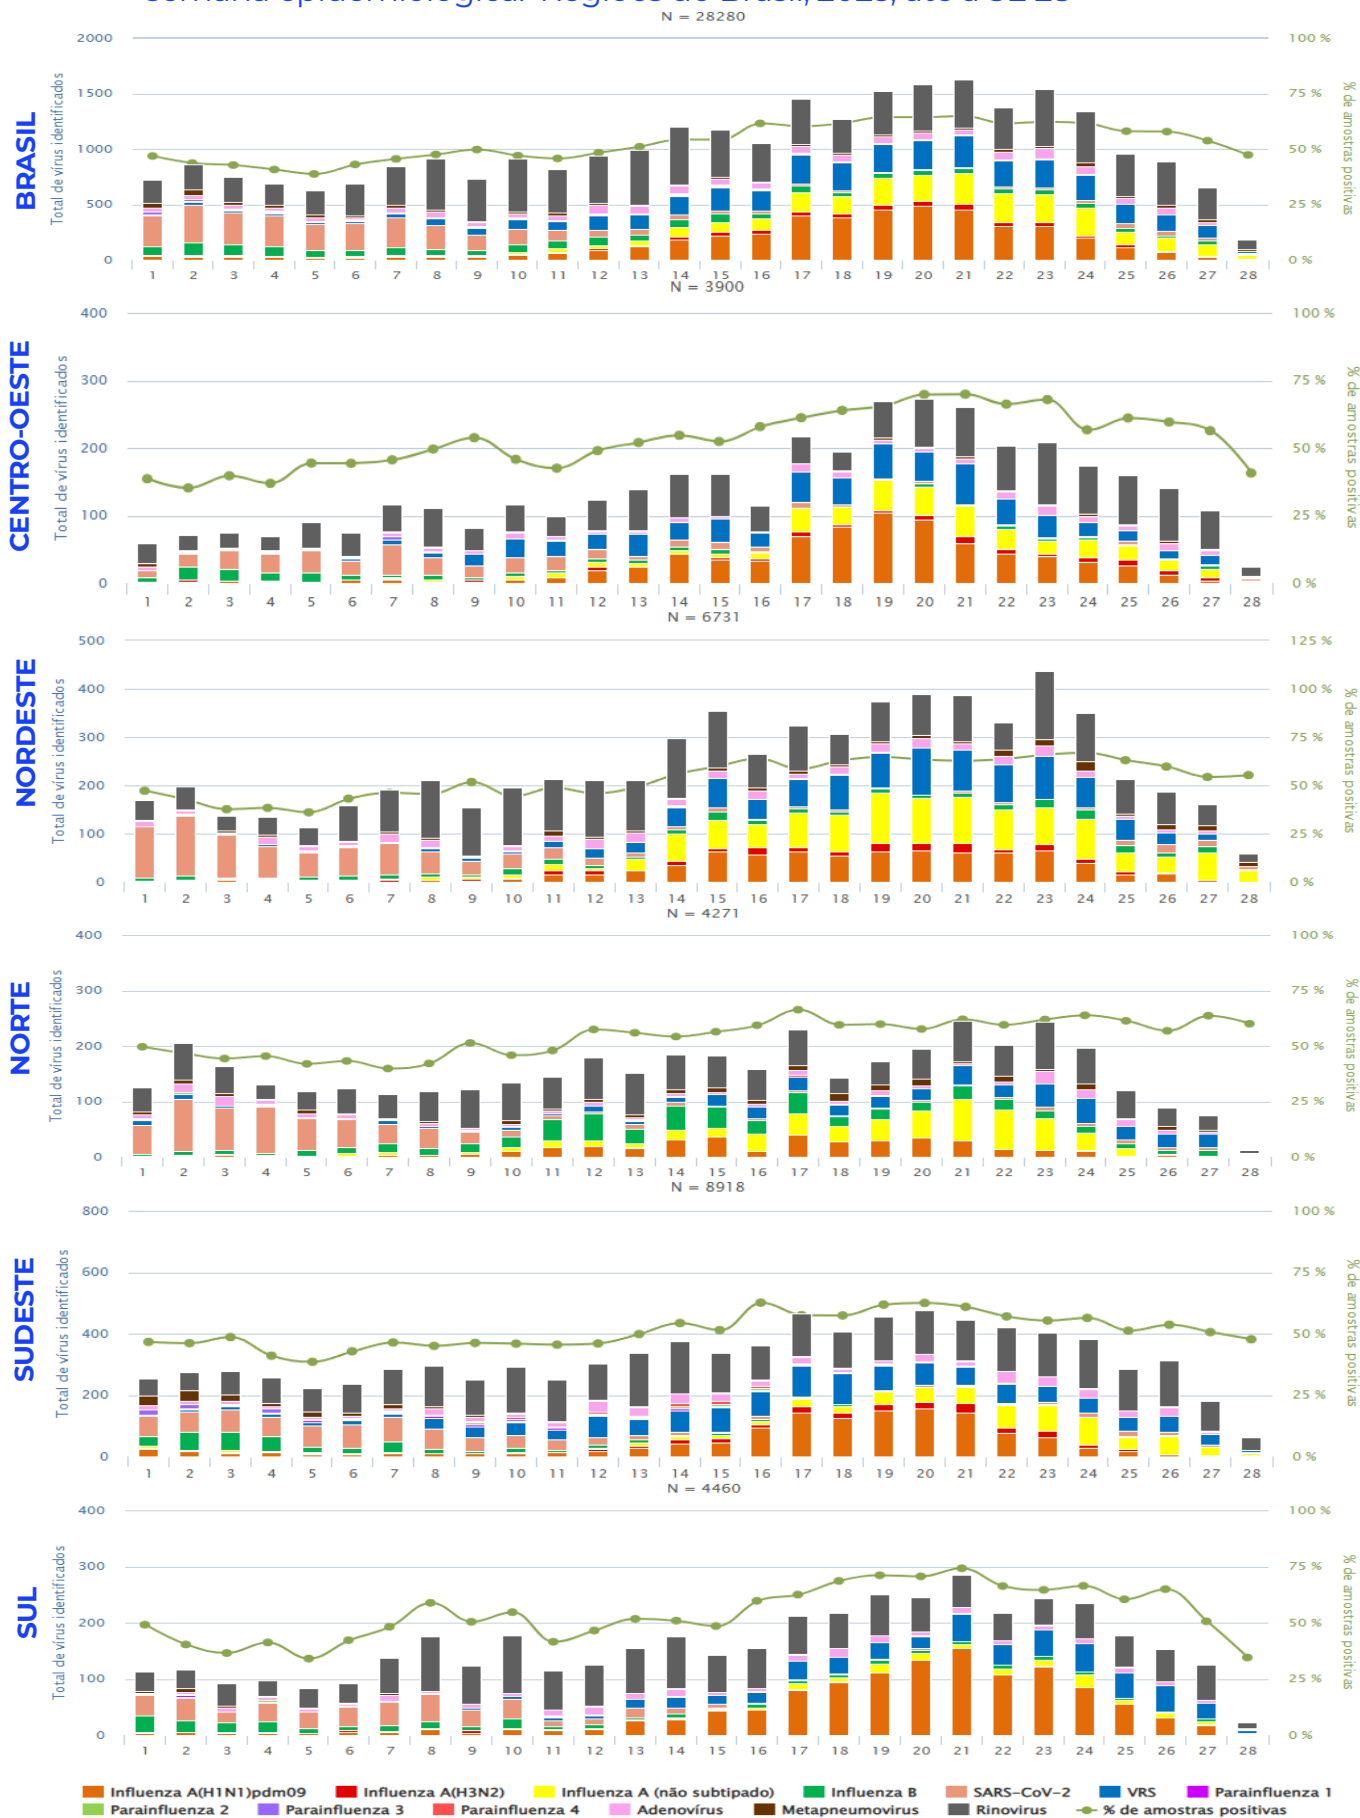 N = 28280
BRASIL
Total de vírus identificados
% de amostras positivas
2000
1500
1000
500
0
100 %
75 %
50 %
25 %
0 %
1 2 3 4 5 6 7 8 9 10 11 12 13 14 15 16 17 18 19 20 21 22 23 24 25 26 27 28
N = 3900
CENTRO-OESTE
Total de vírus identificados
% de amostras positivas
400
300
200
100
0
100 %
75 %
50 %
25 %
0 %
1 2 3 4 5 6 7 8 9 10 11 12 13 14 15 16 17 18 19 20 21 22 23 24 25 26 27 28
N = 6731
NORDESTE
Total de vírus identificados
% de amostras positivas
500
400
300
200
100
0
125 %
100 %
75 %
50 %
25 %
0 %
1 2 3 4 5 6 7 8 9 10 11 12 13 14 15 16 17 18 19 20 21 22 23 24 25 26 27 28
N = 4271
NORTE
Total de vírus identificados
% de amostras positivas
400
300
200
100
0
100 %
75 %
50 %
25 %
0 %
1 2 3 4 5 6 7 8 9 10 11 12 13 14 15 16 17 18 19 20 21 22 23 24 25 26 27 28
N = 8918
SUDESTE
Total de vírus identificados
% de amostras positivas
800
600
400
200
0
100 %
75 %
50 %
25 %
0 %
1 2 3 4 5 6 7 8 9 10 11 12 13 14 15 16 17 18 19 20 21 22 23 24 25 26 27 28
N = 4460
SUL
Total de vírus identificados
% de amostras positivas
400
300
200
100
0
100 %
75 %
50 %
25 %
0 %
1 2 3 4 5 6 7 8 9 10 11 12 13 14 15 16 17 18 19 20 21 22 23 24 25 26 27 28
Influenza A(H1N1)pdm09 Influenza A(H3N2) Influenza A (não subtipado) Influenza B SARS-CoV-2 VRS Parainfluenza 1
Parainfluenza 2 Parainfluenza 3 Parainfluenza 4 Adenovírus Metapneumovirus Rinovirus % de amostras positivas